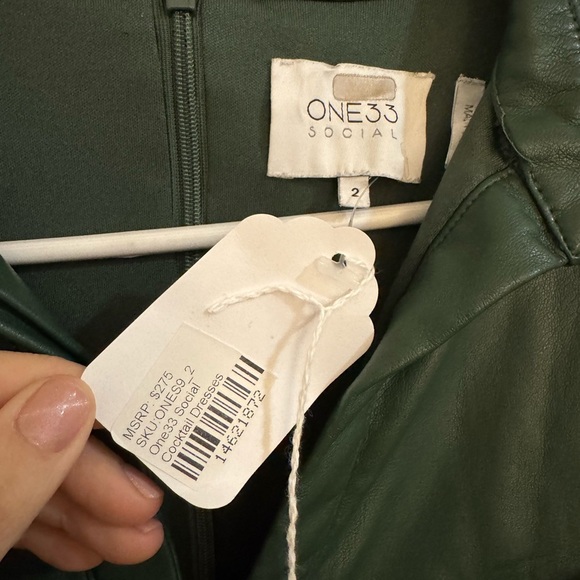 ONE33
SOCIAL
2
MSRP: $275
SKU:ONES9_2
One33 Social
Cocktail Dresses
14621872